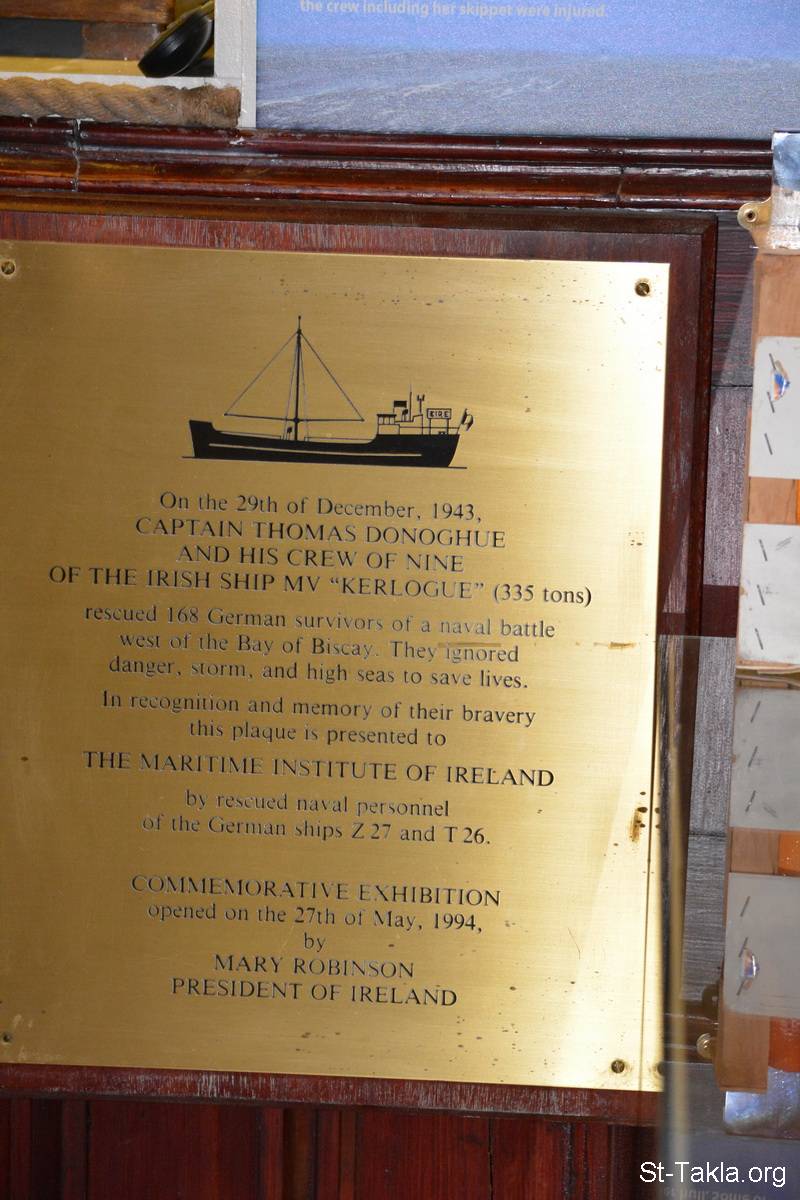 the crew including her skipper were injured.
EIRE
On the 29th of December, 1943,
CAPTAIN THOMAS DONOGHUE
AND HIS CREW OF NINE
OF THE IRISH SHIP MV “KERLOGUE” (335 tons)
rescued 168 German survivors of a naval battle
west of the Bay of Biscay. They ignored
danger, storm, and high seas to save lives.
In recognition and memory of their bravery
this plaque is presented to
THE MARITIME INSTITUTE OF IRELAND
by rescued naval personnel
of the German ships Z 27 and T 26.
COMMEMORATIVE EXHIBITION
opened on the 27th of May, 1994,
by
MARY ROBINSON
PRESIDENT OF IRELAND
St-Takla.org